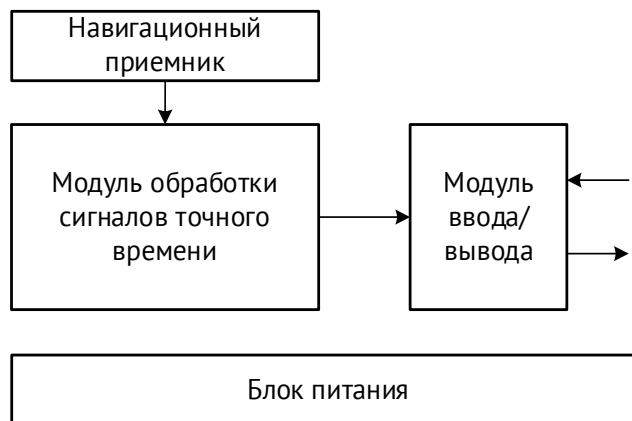 Навигационный
приемник
Модуль обработки
сигналов точного
времени
Модуль
ввода/
вывода
Блок питания